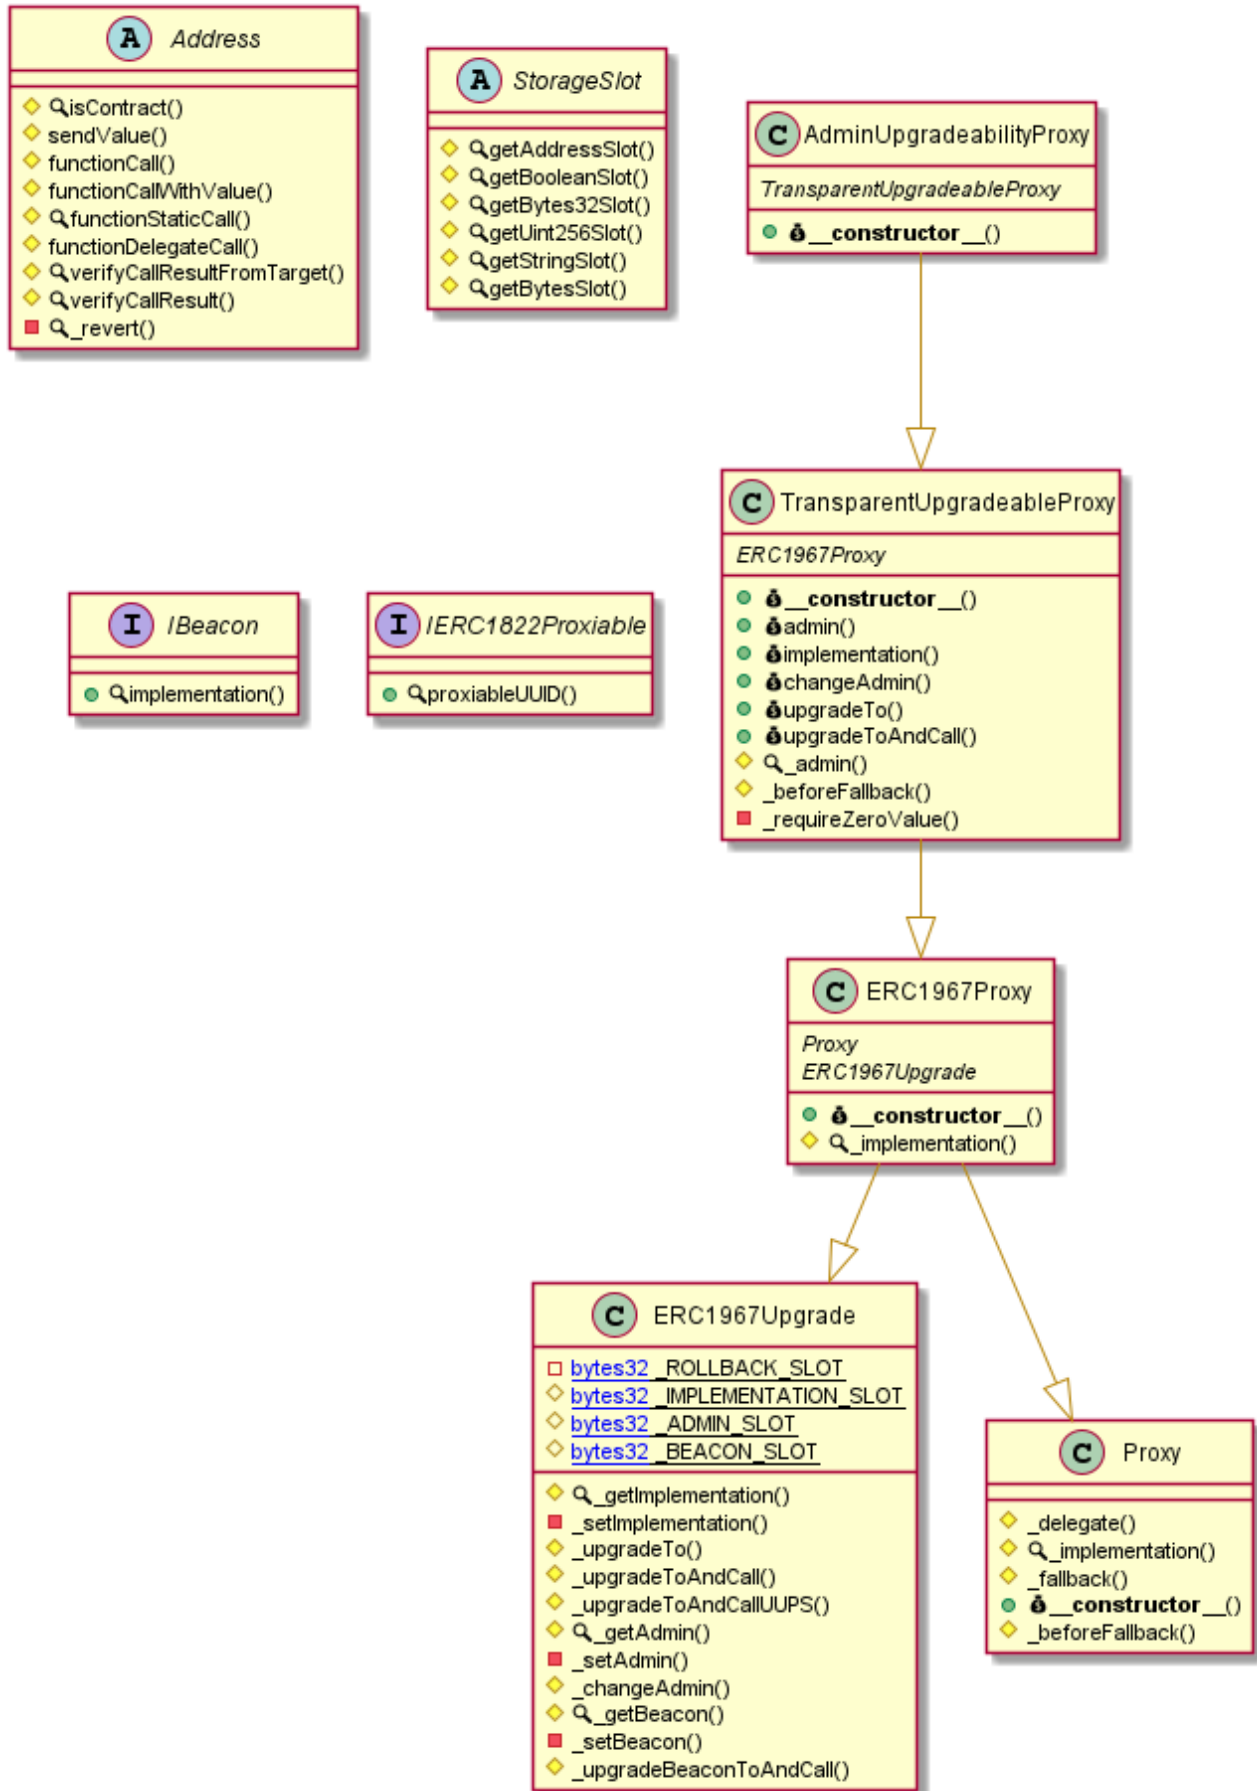 A Address
isContract()
sendValue()
functionCall()
functionCallWithValue()
functionStaticCall()
functionDelegateCall()
verifyCallResultFromTarget()
verifyCallResult()
_revert()
A StorageSlot
getAddressSlot()
getBooleanSlot()
getBytes32Slot()
getUint256Slot()
getStringSlot()
getBytesSlot()
C AdminUpgradeabilityProxy
TransparentUpgradeableProxy
__constructor__()
I IBeacon
implementation()
I IERC1822Proxiable
proxiableUUID()
C TransparentUpgradeableProxy
ERC1967Proxy
__constructor__()
admin()
implementation()
changeAdmin()
upgradeTo()
upgradeToAndCall()
_admin()
_beforeFallback()
_requireZeroValue()
C ERC1967Proxy
Proxy
ERC1967Upgrade
__constructor__()
_implementation()
C ERC1967Upgrade
bytes32 _ROLLBACK_SLOT
bytes32 _IMPLEMENTATION_SLOT
bytes32 _ADMIN_SLOT
bytes32 _BEACON_SLOT
_getImplementation()
_setImplementation()
_upgradeTo()
_upgradeToAndCall()
_upgradeToAndCallUUPS()
_getAdmin()
_setAdmin()
_changeAdmin()
_getBeacon()
_setBeacon()
_upgradeBeaconToAndCall()
C Proxy
_delegate()
_implementation()
_fallback()
__constructor__()
_beforeFallback()